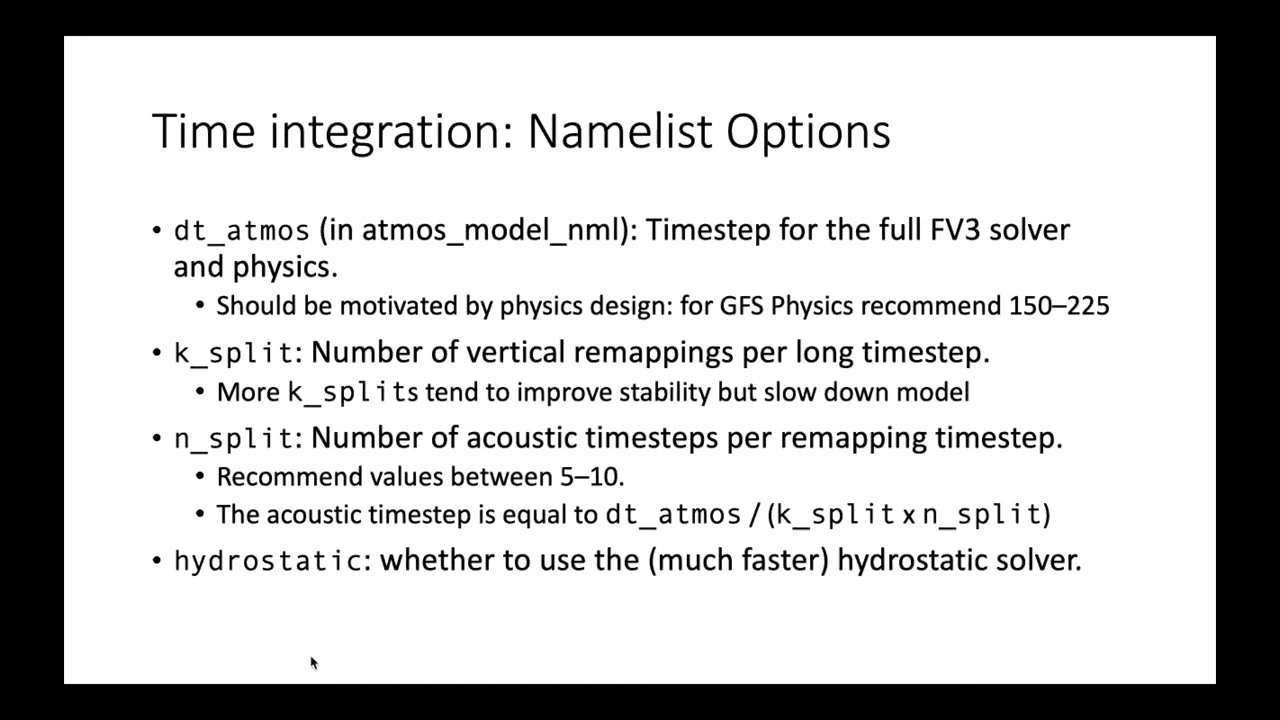 Time integration: Namelist Options
• dt_atmos (in atmos_model_nml): Timestep for the full FV3 solver
and physics.
• Should be motivated by physics design: for GFS Physics recommend 150–225
• k_split: Number of vertical remappings per long timestep.
• More k_splits tend to improve stability but slow down model
• n_split: Number of acoustic timesteps per remapping timestep.
• Recommend values between 5–10.
• The acoustic timestep is equal to dt_atmos / (k_split x n_split)
• hydrostatic: whether to use the (much faster) hydrostatic solver.